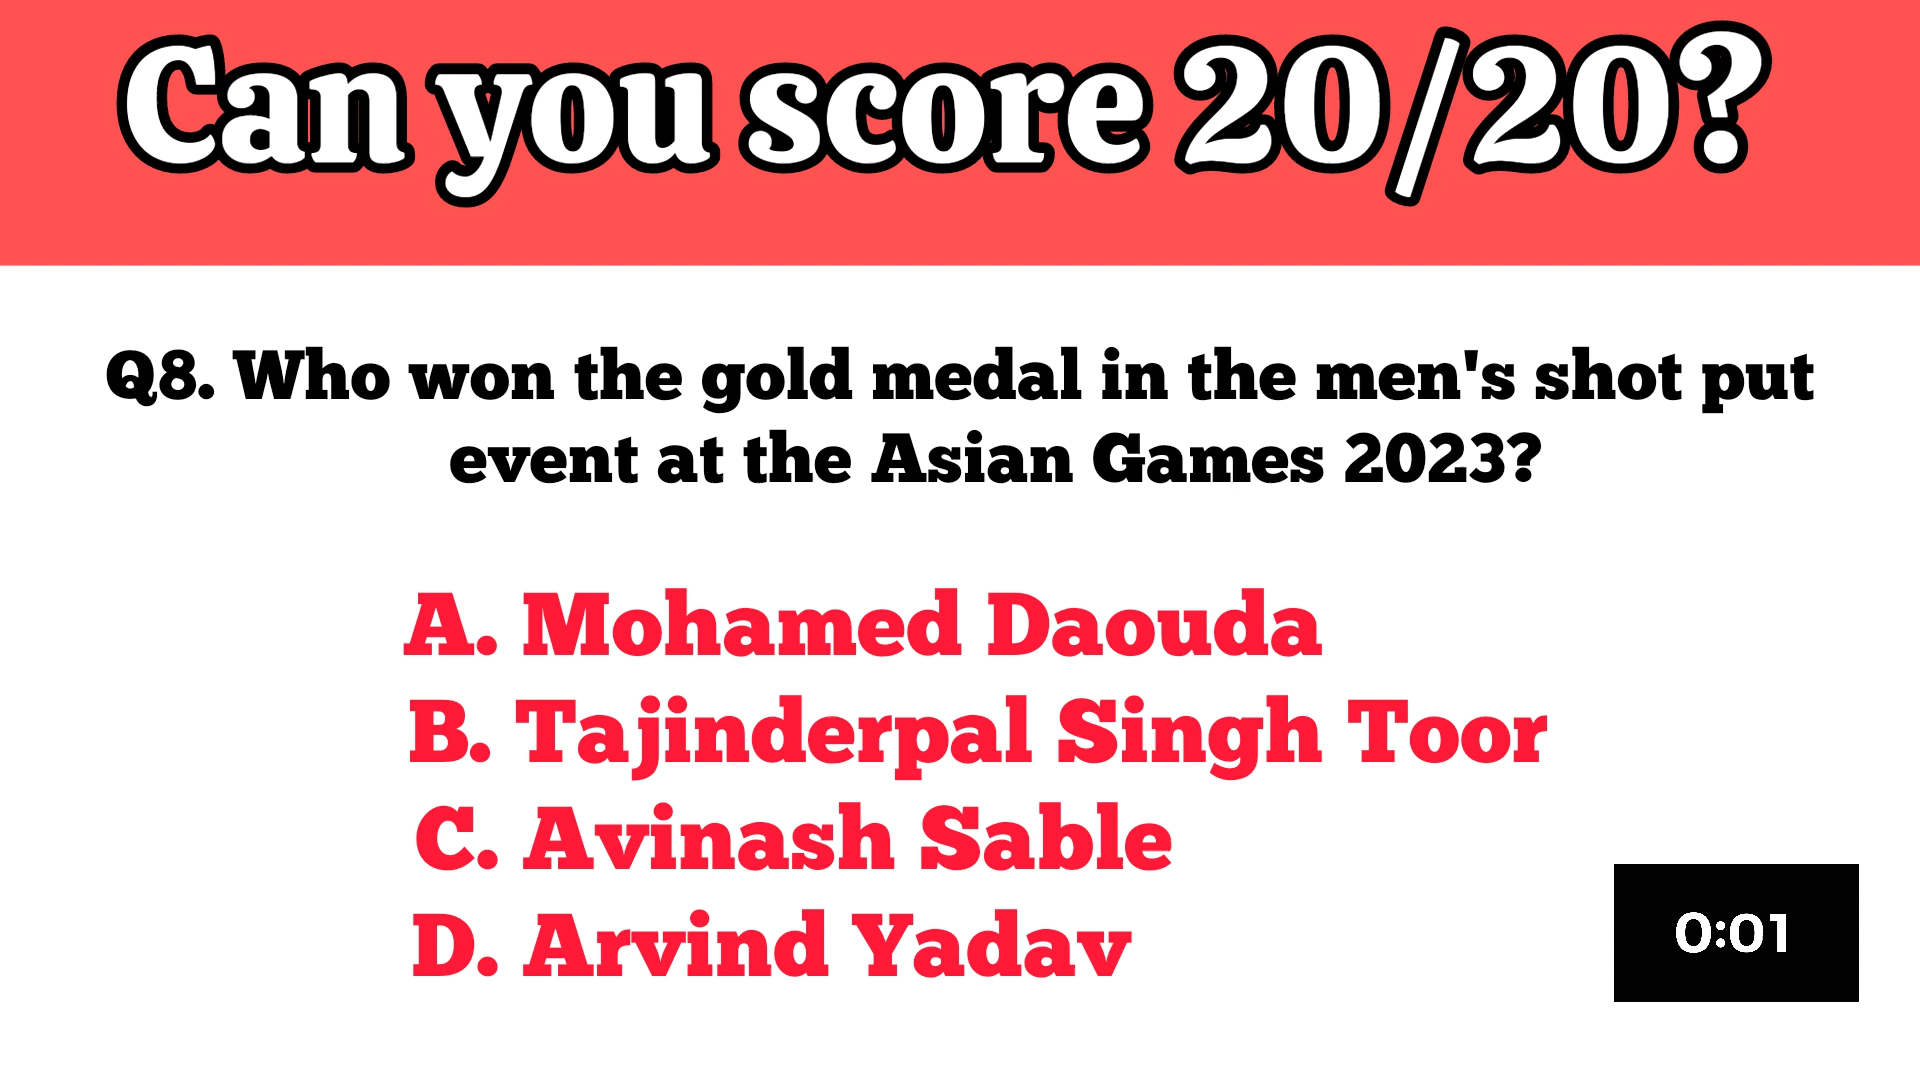 Can you score 20/20?
Q8. Who won the gold medal in the men's shot put
event at the Asian Games 2023?
A. Mohamed Daouda
B. Tajinderpal Singh Toor
C. Avinash Sable
D. Arvind Yadav
0:01